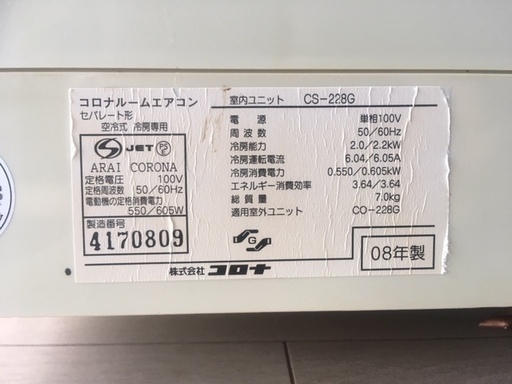 コロナルームエアコン
セパレート形
空冷式 冷房専用
JET PS
ARAI CORONA
定格電圧 100V
定格周波数 50/60Hz
電動機の定格消費電力
550/605W
製造番号
4170809
室内ユニット CS-228G
電源 単相100V
周波数 50/60Hz
冷房能力 2.0/2.2kW
冷房運転電流 6.04/6.05A
冷房消費電力 0.550/0.605kW
エネルギー消費効率 3.64/3.64
総質量 7.0kg
適用室外ユニット CO-228G
G
08年製
株式会社 コロナ